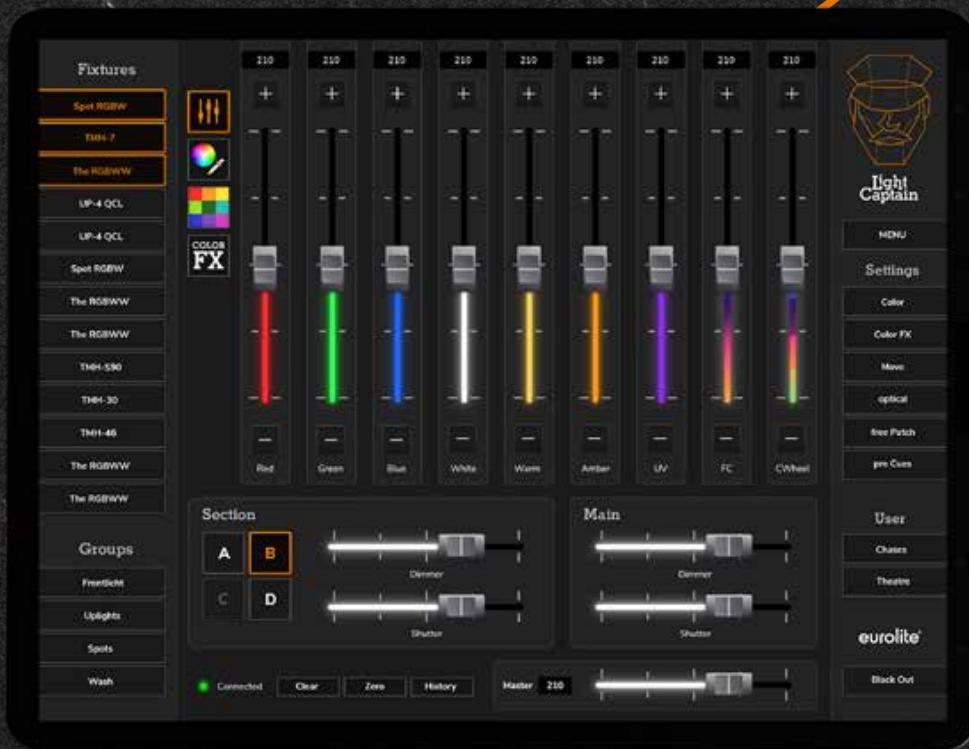 Fixtures
Spot RGBW
TMH-7
The RGBWW
UP-4 QCL
UP-4 QCL
Spot RGBW
The RGBWW
The RGBWW
TMH-S90
TMH-30
TMH-46
The RGBWW
The RGBWW
Groups
Frontlicht
Uplights
Spots
Wash
COLOR
FX
210 210 210 210 210 210 210 210 210
+ + + + + + + + +
− − − − − − − − −
Red Green Blue White Warm Amber UV FC CWheel
Section
A B
C D
Dimmer
Shutter
Main
Dimmer
Shutter
Connected Clear Zero History
Master 210
Light
Captain
MENU
Settings
Color
Color FX
Move
optical
free Patch
pre Cues
User
Chases
Theatre
eurolite
Black Out